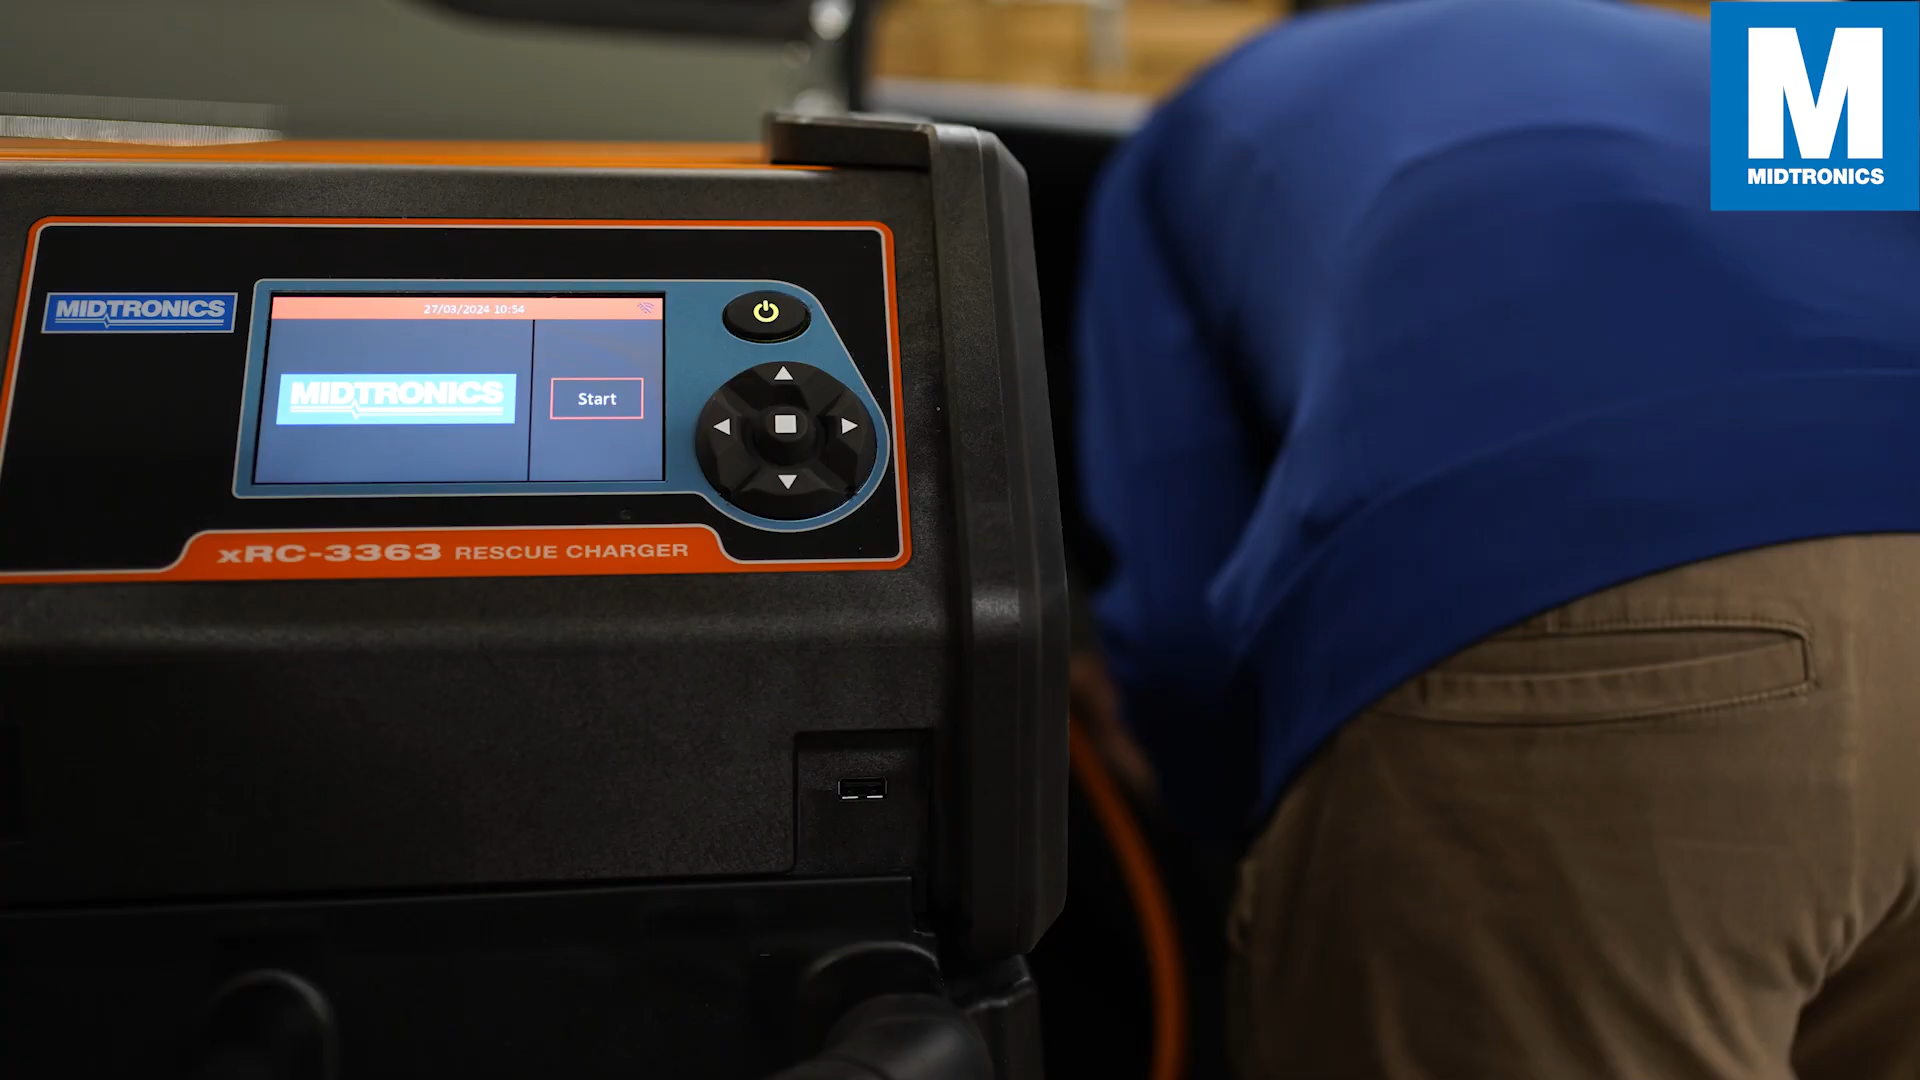 M
MIDTRONICS
MIDTRONICS
27/03/2024 10:54
MIDTRONICS
Start
xRC-3363 RESCUE CHARGER